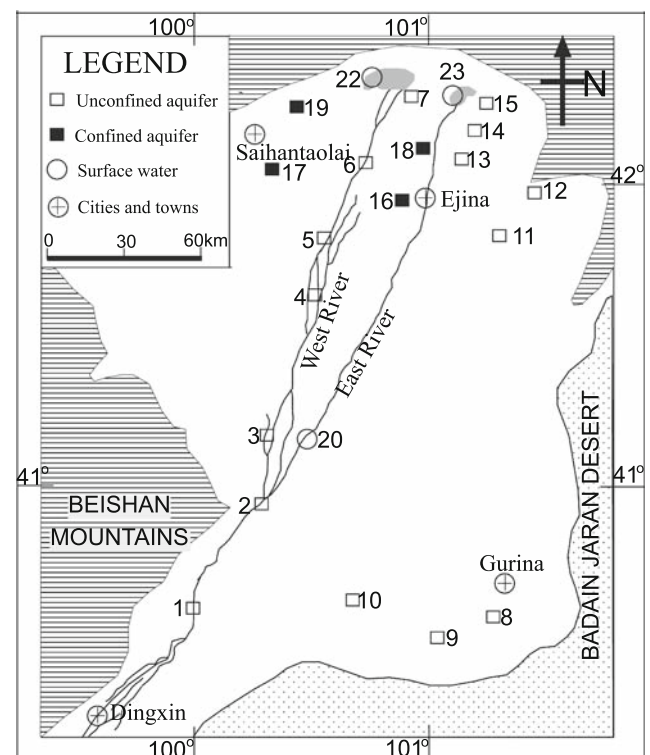 100° 101°
LEGEND
Unconfined aquifer
Confined aquifer
Surface water
Cities and towns
0 30 60km
N
22 23
19 7 15
14
Saihantaolai 18 13
6
17 42°
12
16 Ejina
11
5
4
West River
East River
3 20
41° 41°
2
BEISHAN
MOUNTAINS
BADAIN JARAN DESERT
Gurina
10
1 8
9
Dingxin
100° 101°